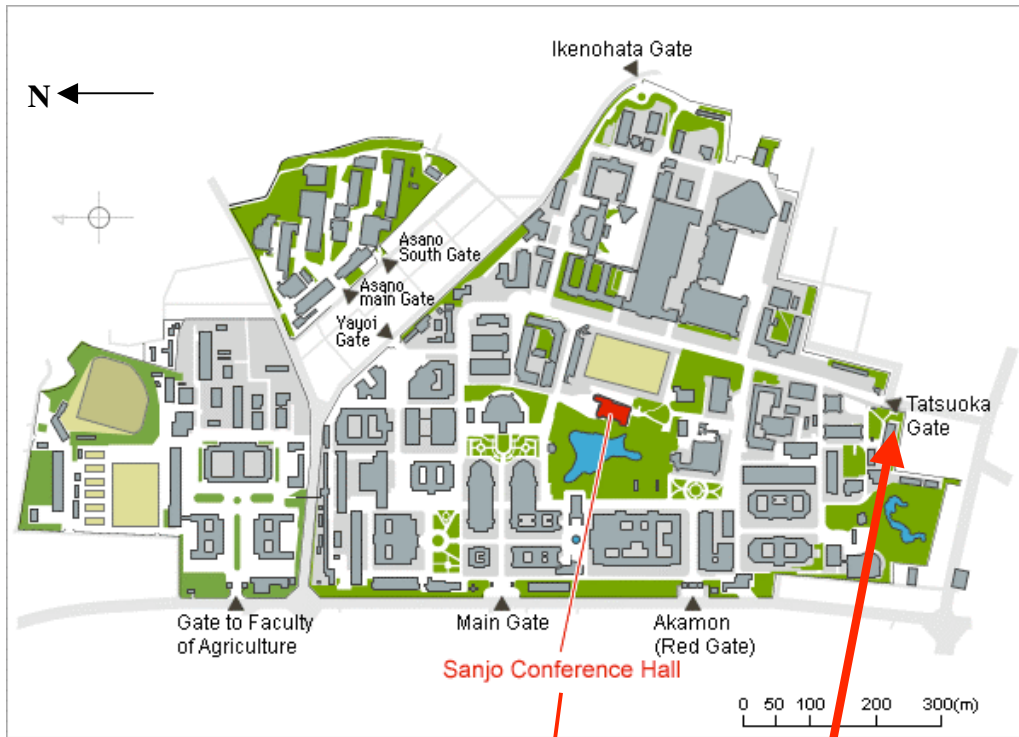 Ikenohata Gate
N
Asano
South Gate
Asano
main Gate
Yayoi
Gate
Tatsuoka
Gate
Gate to Faculty
of Agriculture
Main Gate
Akamon
(Red Gate)
Sanjo Conference Hall
0 50 100 200 300(m)